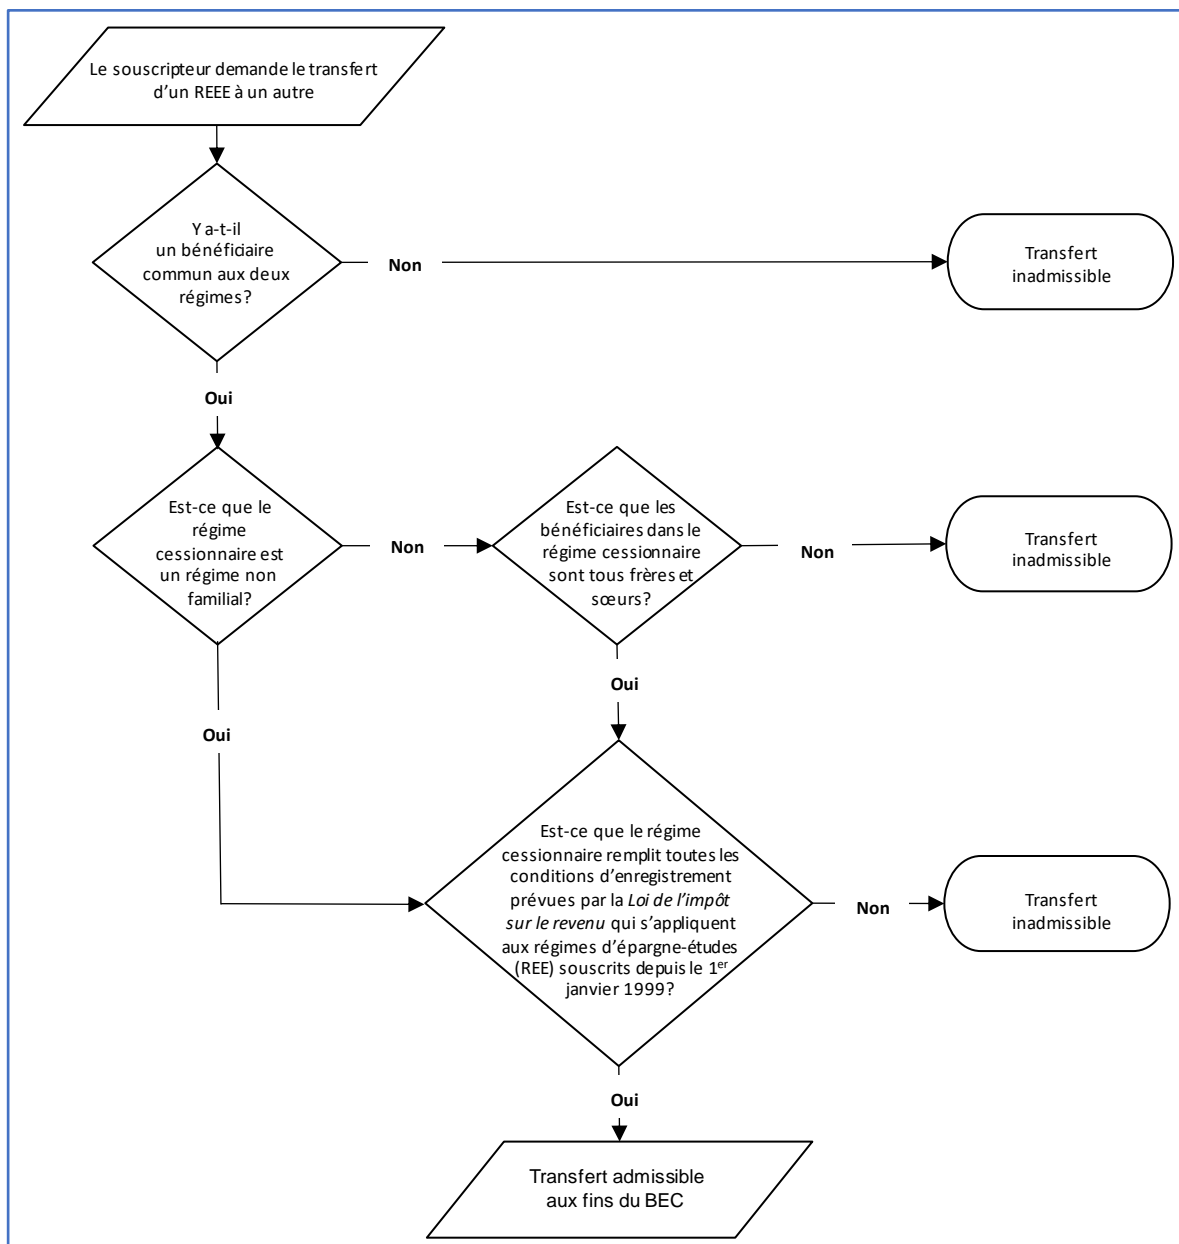 Le souscripteur demande le transfert
d'un REEE à un autre
Y a-t-il
un bénéficiaire
commun aux deux
régimes?
Non
Transfert
inadmissible
Oui
Est-ce que le
régime
cessionnaire est
un régime non
familial?
Non
Est-ce que les
bénéficiaires dans le
régime cessionnaire
sont tous frères et
sœurs?
Non
Transfert
inadmissible
Oui
Oui
Est-ce que le régime
cessionnaire remplit toutes les
conditions d'enregistrement
prévues par la Loi de l'impôt
sur le revenu qui s'appliquent
aux régimes d'épargne-études
(REE) souscrits depuis le 1er
janvier 1999?
Non
Transfert
inadmissible
Oui
Transfert admissible
aux fins du BEC